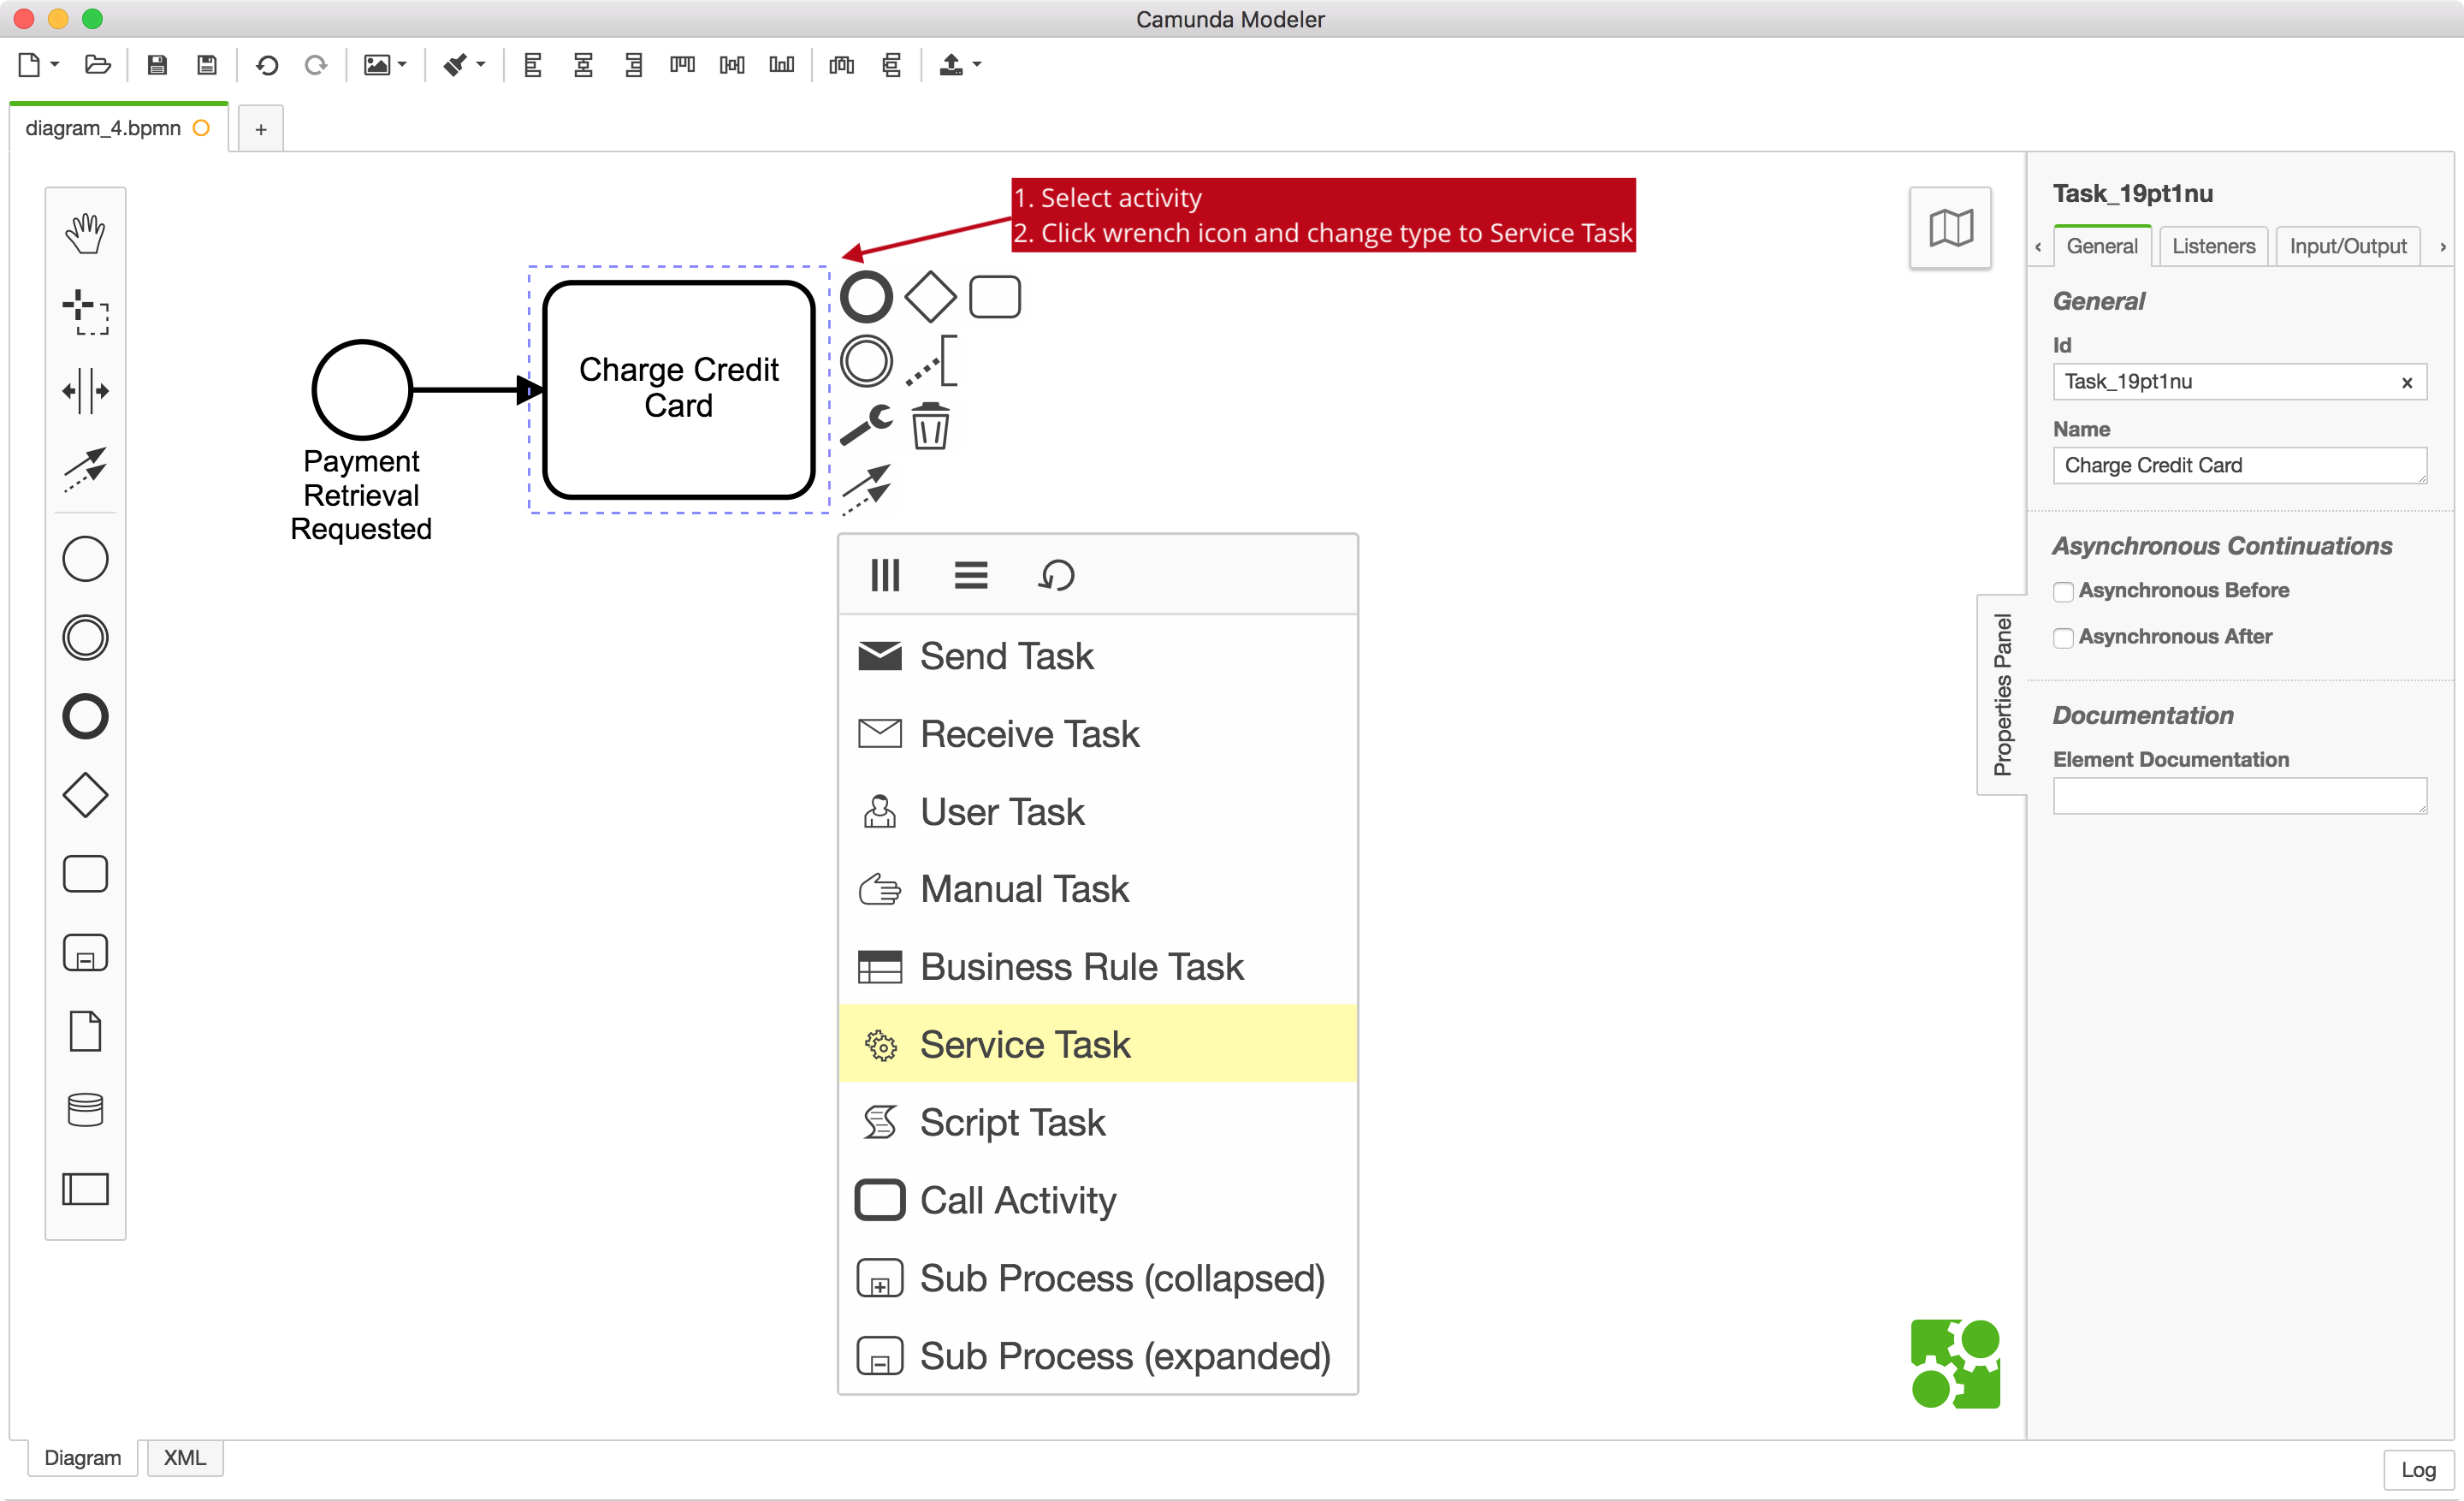 Camunda Modeler
diagram_4.bpmn
+
1. Select activity
2. Click wrench icon and change type to Service Task
Charge Credit
Card
Payment
Retrieval
Requested
Send Task
Receive Task
User Task
Manual Task
Business Rule Task
Service Task
Script Task
Call Activity
Sub Process (collapsed)
Sub Process (expanded)
Properties Panel
Task_19pt1nu
‹ General Listeners Input/Output ›
General
Id
Task_19pt1nu ×
Name
Charge Credit Card
Asynchronous Continuations
Asynchronous Before
Asynchronous After
Documentation
Element Documentation
Diagram XML
Log